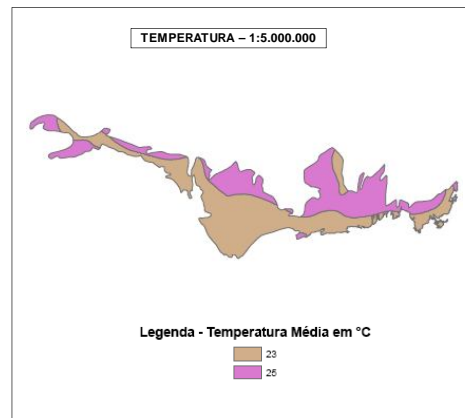 TEMPERATURA – 1:5.000.000
Legenda - Temperatura Média em °C
23
25